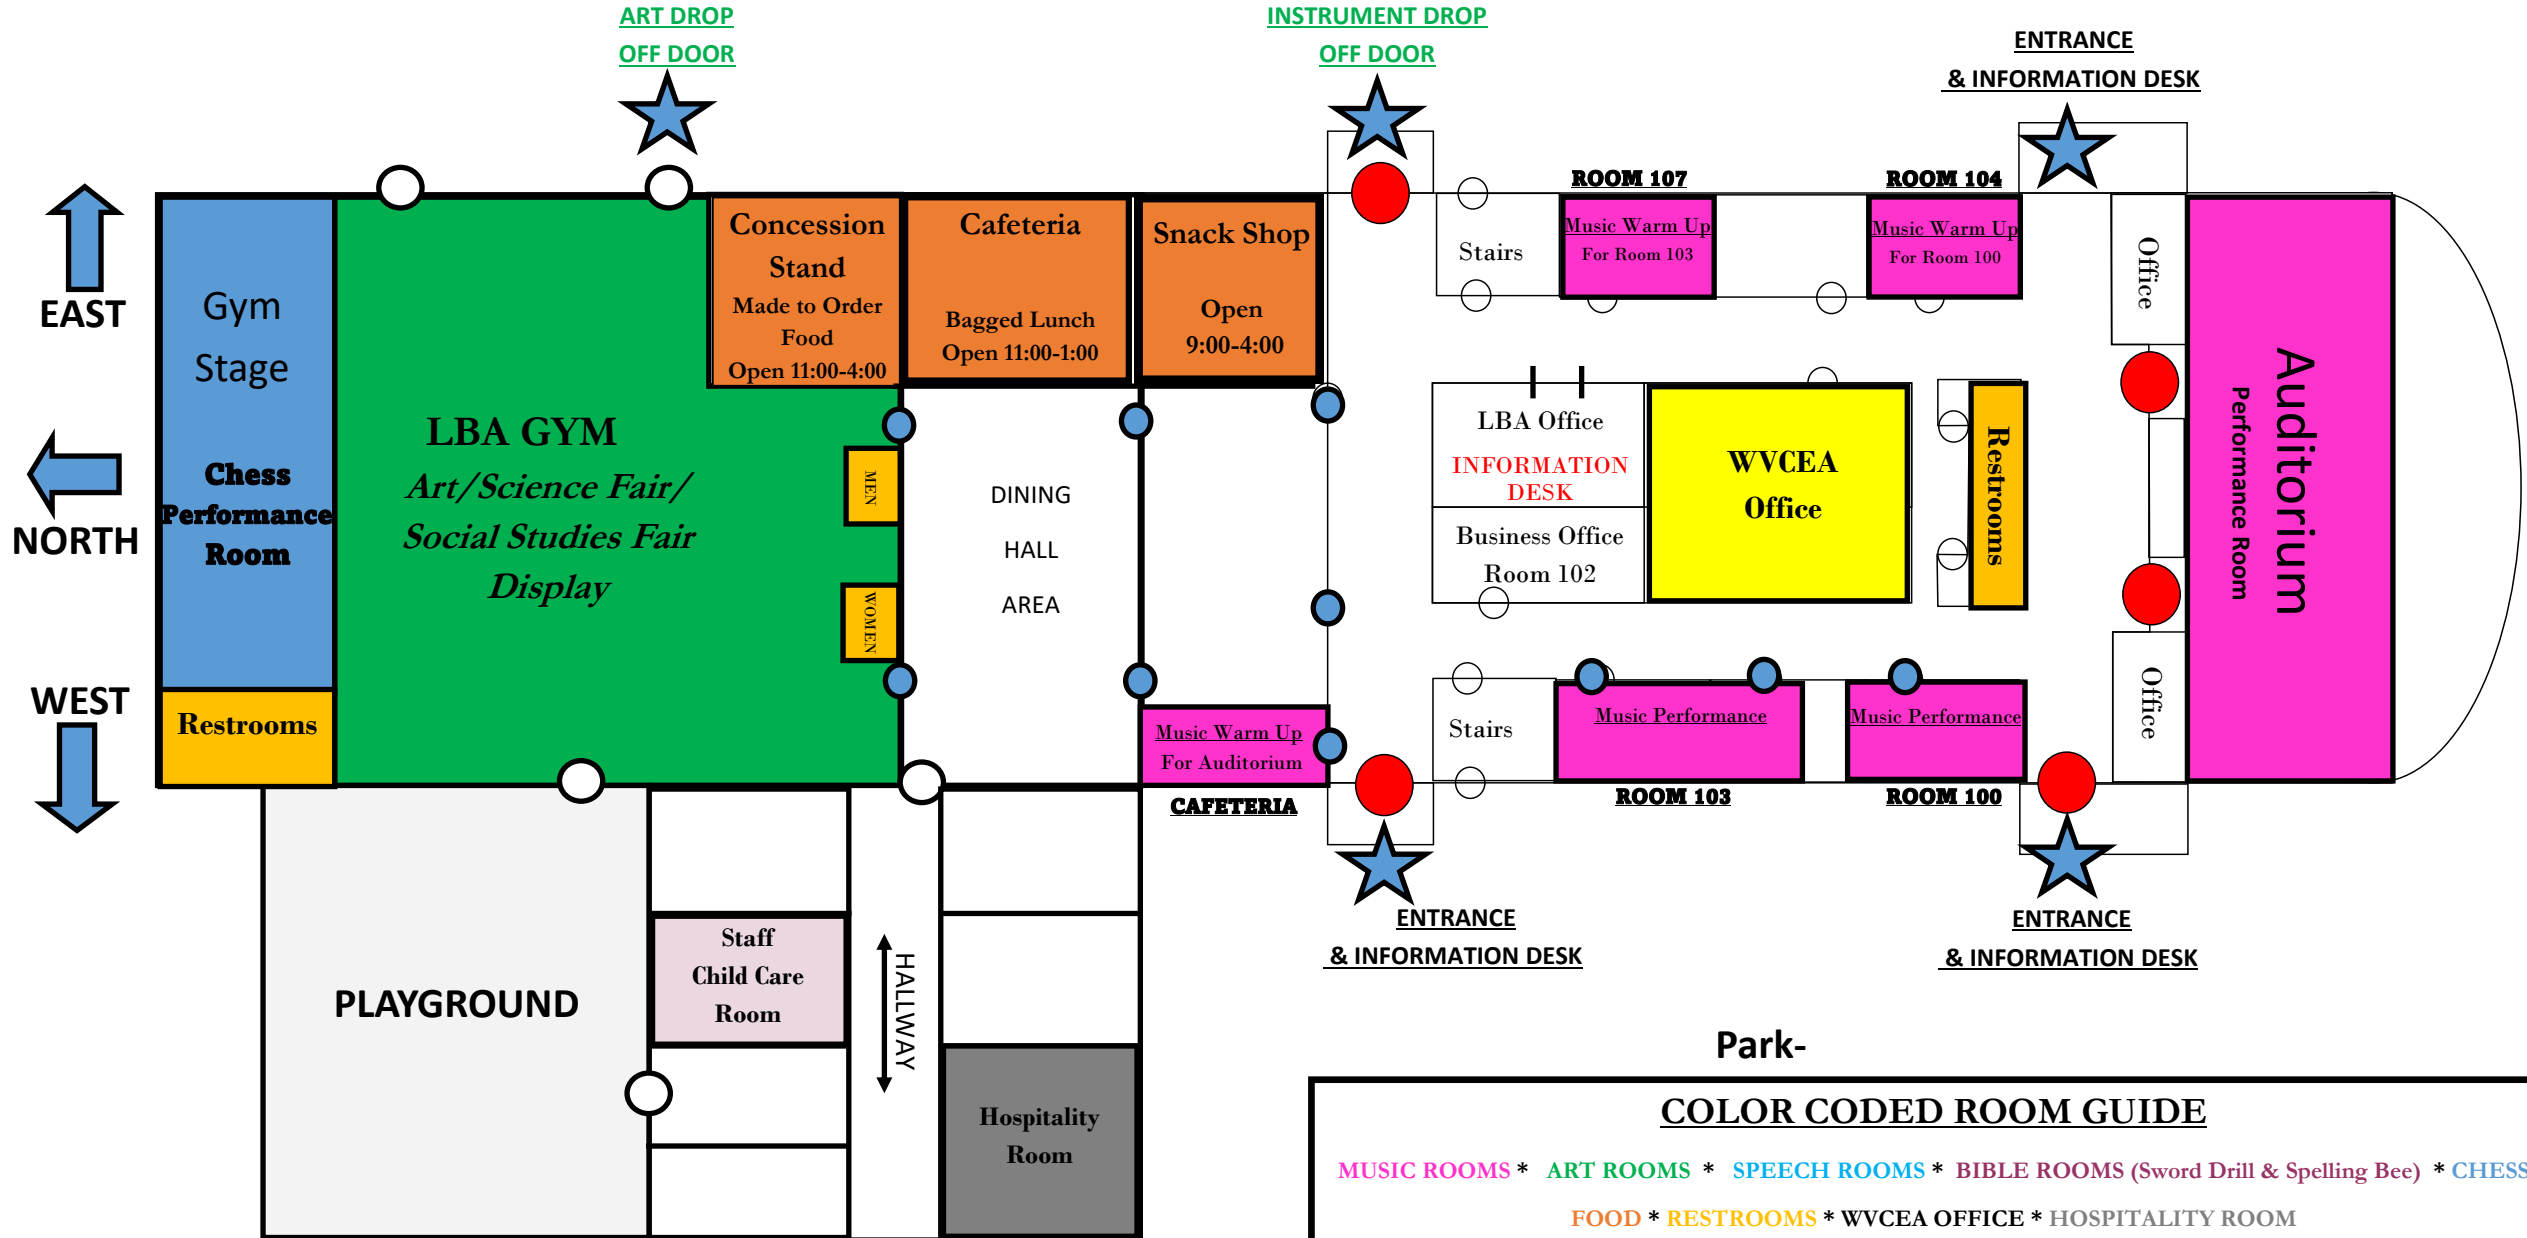 ART DROP
OFF DOOR
INSTRUMENT DROP
OFF DOOR
ENTRANCE
& INFORMATION DESK
EAST
NORTH
WEST
Gym
Stage
Chess
Performance
Room
Restrooms
LBA GYM
Art/Science Fair/
Social Studies Fair
Display
Concession
Stand
Made to Order
Food
Open 11:00-4:00
Cafeteria
Bagged Lunch
Open 11:00-1:00
Snack Shop
Open
9:00-4:00
MEN
WOMEN
DINING
HALL
AREA
Music Warm Up
For Auditorium
CAFETERIA
Stairs
ROOM 107
Music Warm Up
For Room 103
ROOM 104
Music Warm Up
For Room 100
Office
LBA Office
INFORMATION
DESK
Business Office
Room 102
WVCEA
Office
Restrooms
Auditorium
Performance Room
Stairs
Music Performance
ROOM 103
Music Performance
ROOM 100
Office
ENTRANCE
& INFORMATION DESK
ENTRANCE
& INFORMATION DESK
PLAYGROUND
Staff
Child Care
Room
HALLWAY
Hospitality
Room
Park-
COLOR CODED ROOM GUIDE
MUSIC ROOMS * ART ROOMS * SPEECH ROOMS * BIBLE ROOMS (Sword Drill & Spelling Bee) * CHESS
FOOD * RESTROOMS * WVCEA OFFICE * HOSPITALITY ROOM